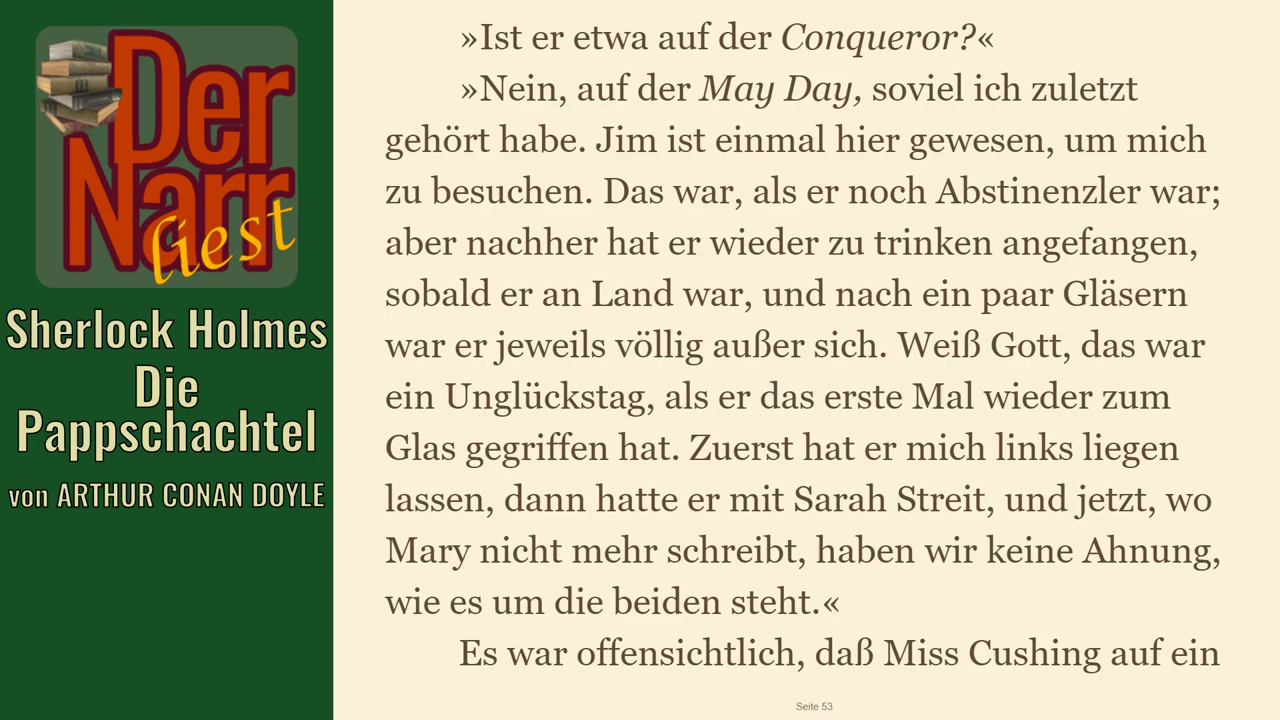 Der
Narr
liest
Sherlock Holmes
Die
Pappschachtel
von ARTHUR CONAN DOYLE
»Ist er etwa auf der Conqueror?«
»Nein, auf der May Day, soviel ich zuletzt
gehört habe. Jim ist einmal hier gewesen, um mich
zu besuchen. Das war, als er noch Abstinenzler war;
aber nachher hat er wieder zu trinken angefangen,
sobald er an Land war, und nach ein paar Gläsern
war er jeweils völlig außer sich. Weiß Gott, das war
ein Unglückstag, als er das erste Mal wieder zum
Glas gegriffen hat. Zuerst hat er mich links liegen
lassen, dann hatte er mit Sarah Streit, und jetzt, wo
Mary nicht mehr schreibt, haben wir keine Ahnung,
wie es um die beiden steht.«
Es war offensichtlich, daß Miss Cushing auf ein
Seite 53